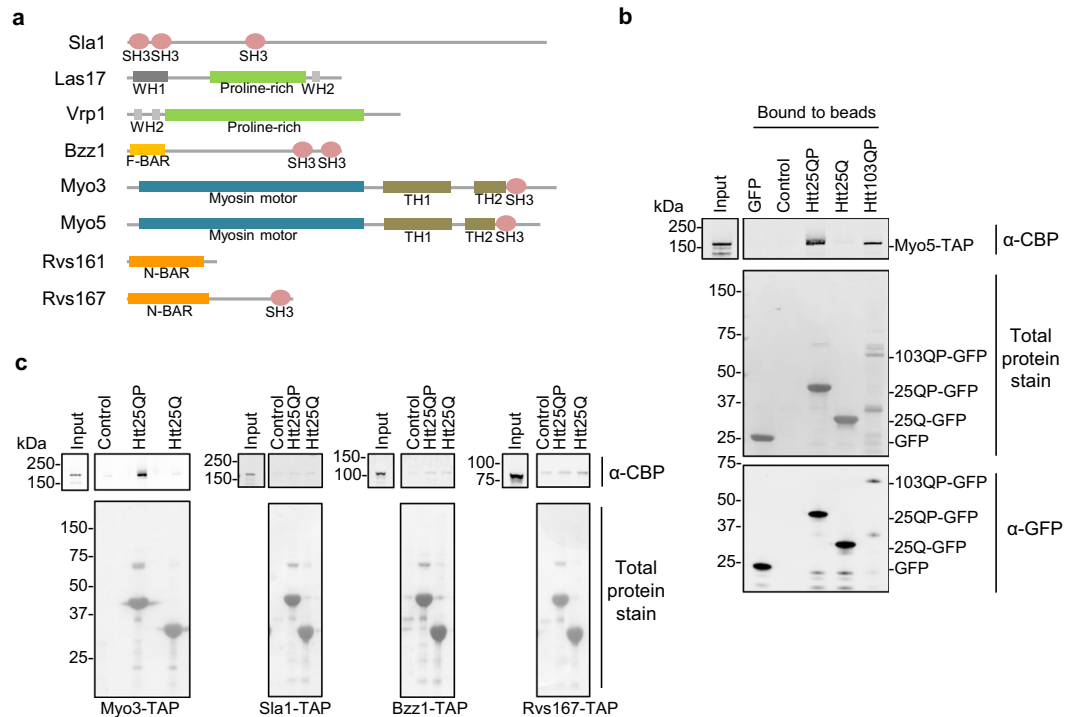 a
Sla1
SH3 SH3 SH3
Las17
WH1 Proline-rich WH2
Vrp1
WH2 Proline-rich
Bzz1
F-BAR SH3 SH3
Myo3
Myosin motor TH1 TH2 SH3
Myo5
Myosin motor TH1 TH2 SH3
Rvs161
N-BAR
Rvs167
N-BAR SH3
b
Bound to beads
kDa Input GFP Control Htt25QP Htt25Q Htt103QP
250-
150-
-Myo5-TAP
α-CBP
150-
75-
50-
37-
25-
-103QP-GFP
-25QP-GFP
-25Q-GFP
-GFP
Total
protein
stain
75-
50-
37-
25-
-103QP-GFP
-25QP-GFP
-25Q-GFP
-GFP
α-GFP
c
kDa Input Control Htt25QP Htt25Q
250-
150-
Input Control Htt25QP Htt25Q
250-
150-
Input Control Htt25QP Htt25Q
150-
100-
Input Control Htt25QP Htt25Q
100-
75-
α-CBP
150-
75-
50-
37-
25-
Total
protein
stain
Myo3-TAP Sla1-TAP Bzz1-TAP Rvs167-TAP